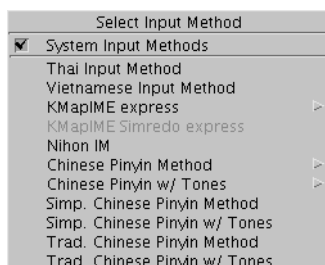 Select Input Method
System Input Methods
Thai Input Method
Vietnamese Input Method
KMapIME express
KMapIME Simredo express
Nihon IM
Chinese Pinyin Method
Chinese Pinyin w/ Tones
Simp. Chinese Pinyin Method
Simp. Chinese Pinyin w/ Tones
Trad. Chinese Pinyin Method
Trad. Chinese Pinyin w/ Tones